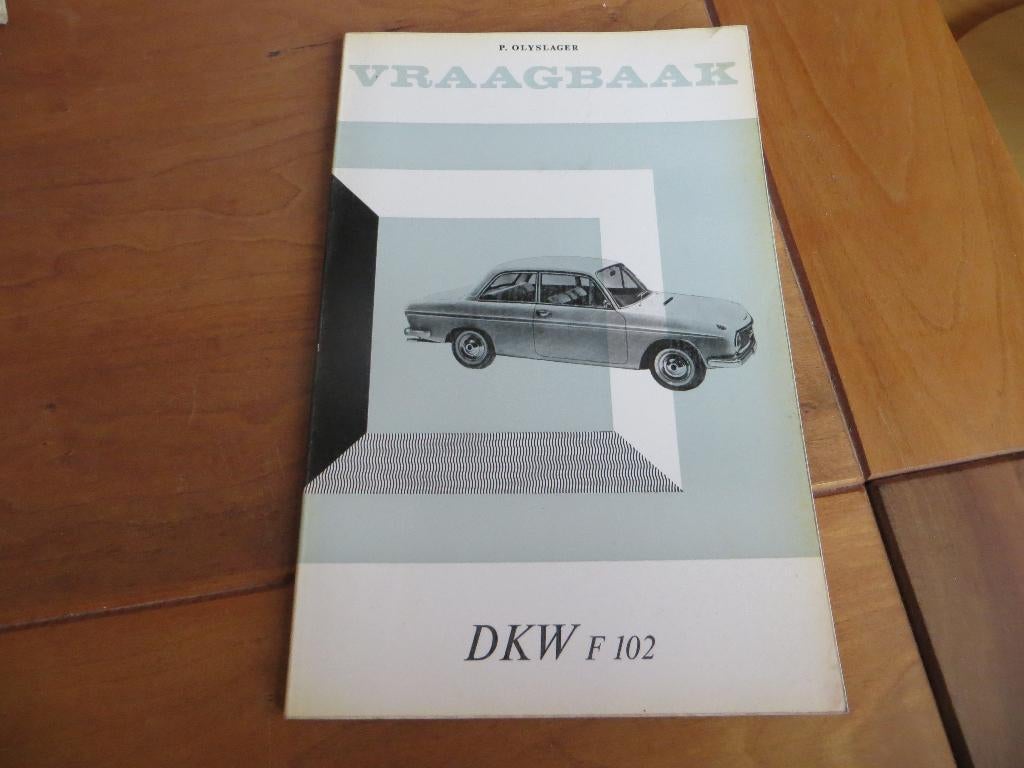 P. OLYSLAGER
VRAAGBAAK
DKW F 102